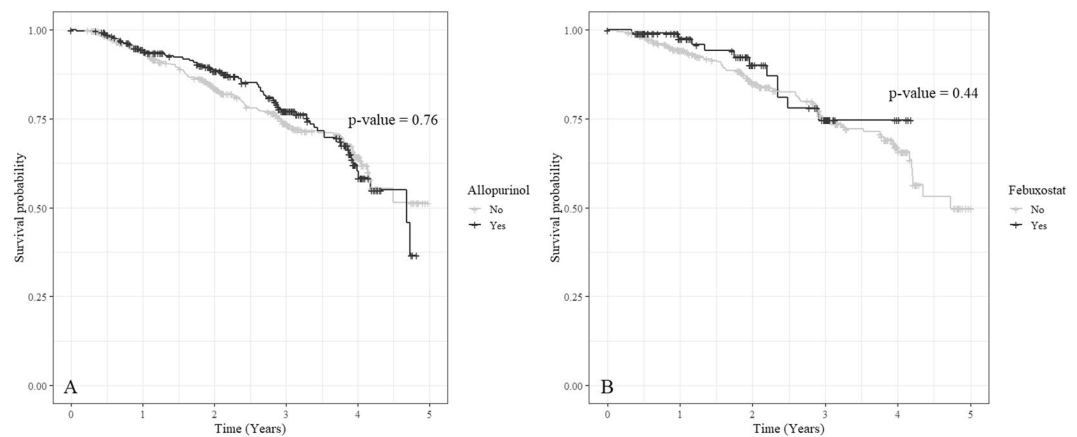 1.00
0.75
0.50
0.25
0.00
Survival probability
0
1
2
3
4
5
Time (Years)
p-value = 0.76
A
Allopurinol
No
Yes
1.00
0.75
0.50
0.25
0.00
Survival probability
0
1
2
3
4
5
Time (Years)
p-value = 0.44
B
Febuxostat
No
Yes